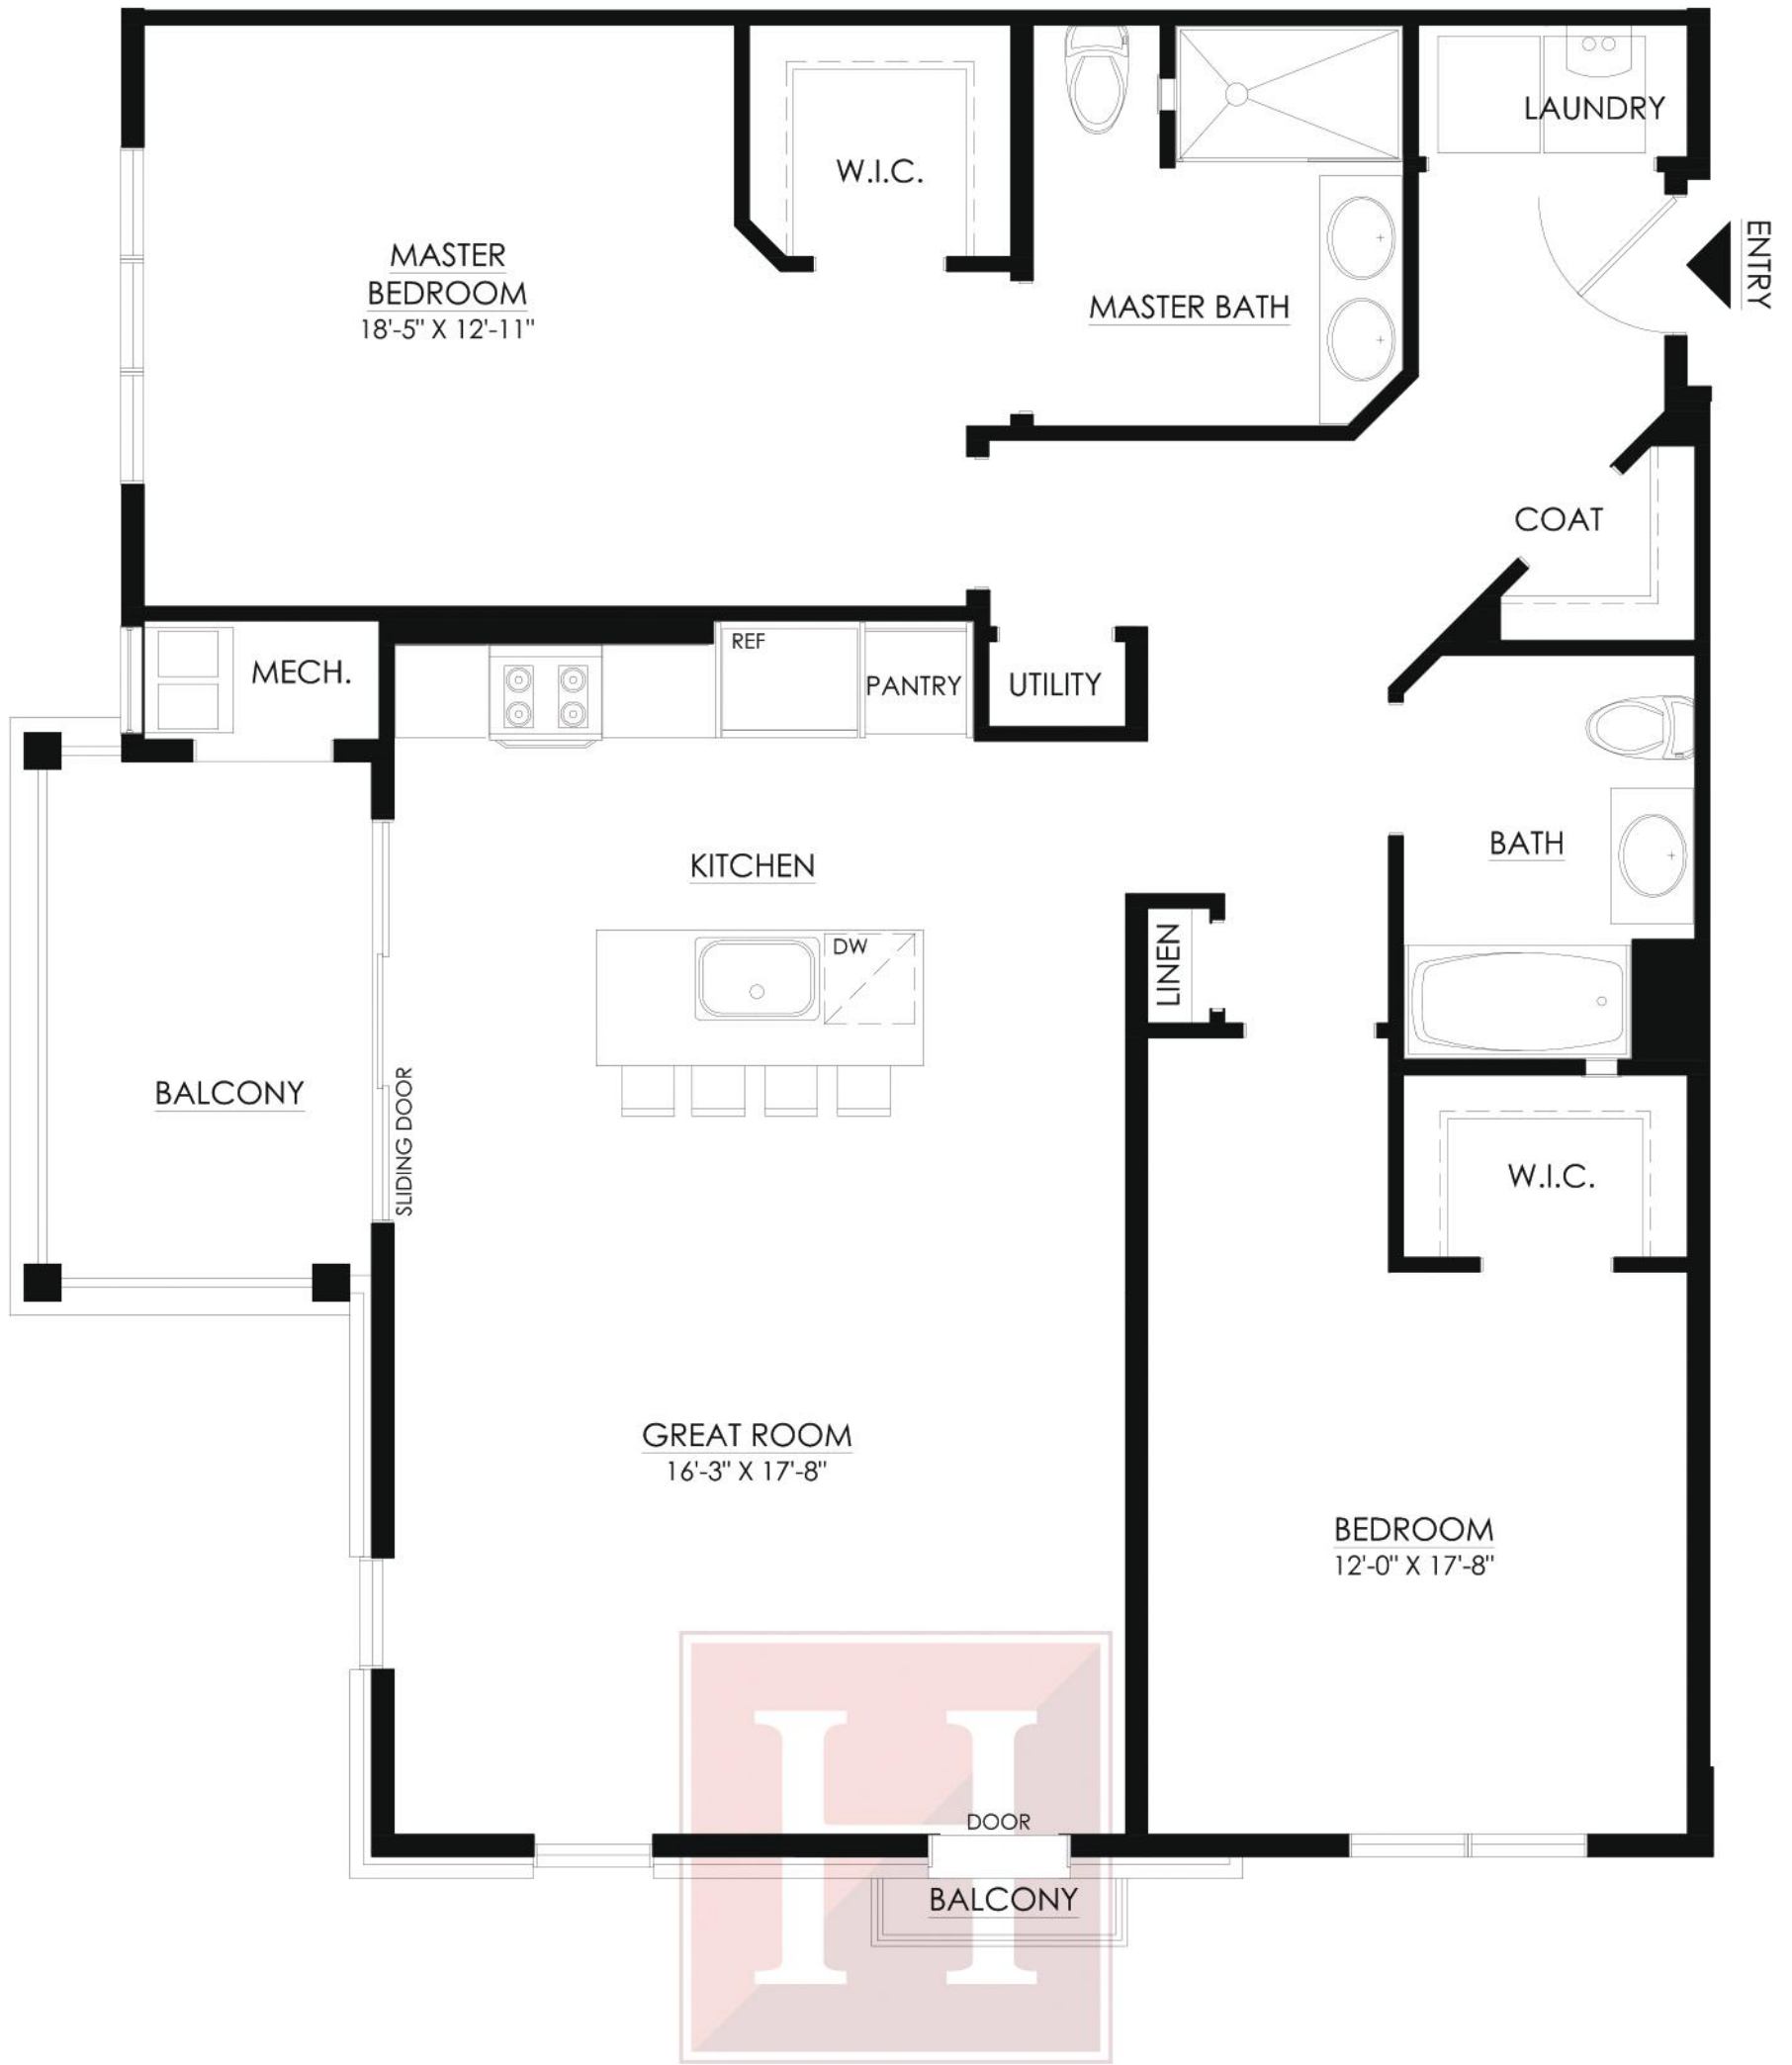 LAUNDRY
W.I.C.
ENTRY
MASTER
BEDROOM
18'-5" X 12'-11"
MASTER BATH
COAT
REF
MECH.
PANTRY
UTILITY
KITCHEN
BATH
DW
LINEN
BALCONY
SLIDING DOOR
W.I.C.
GREAT ROOM
16'-3" X 17'-8"
BEDROOM
12'-0" X 17'-8"
H
DOOR
BALCONY